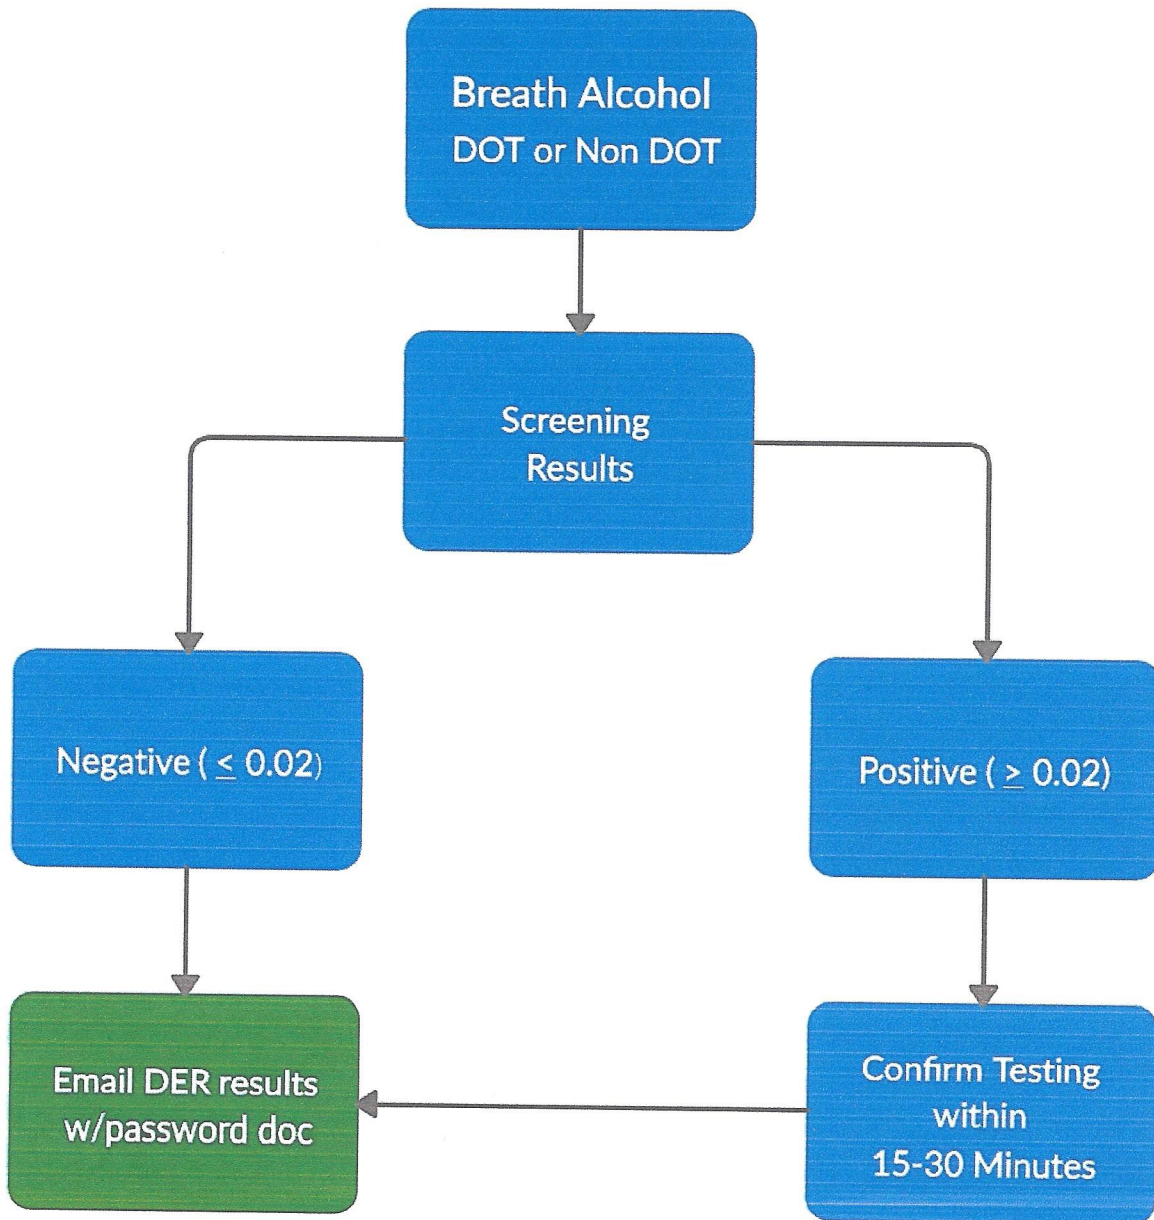 Breath Alcohol
DOT or Non DOT
Screening
Results
Negative ( ≤ 0.02)
Positive ( ≥ 0.02)
Email DER results
w/password doc
Confirm Testing
within
15-30 Minutes